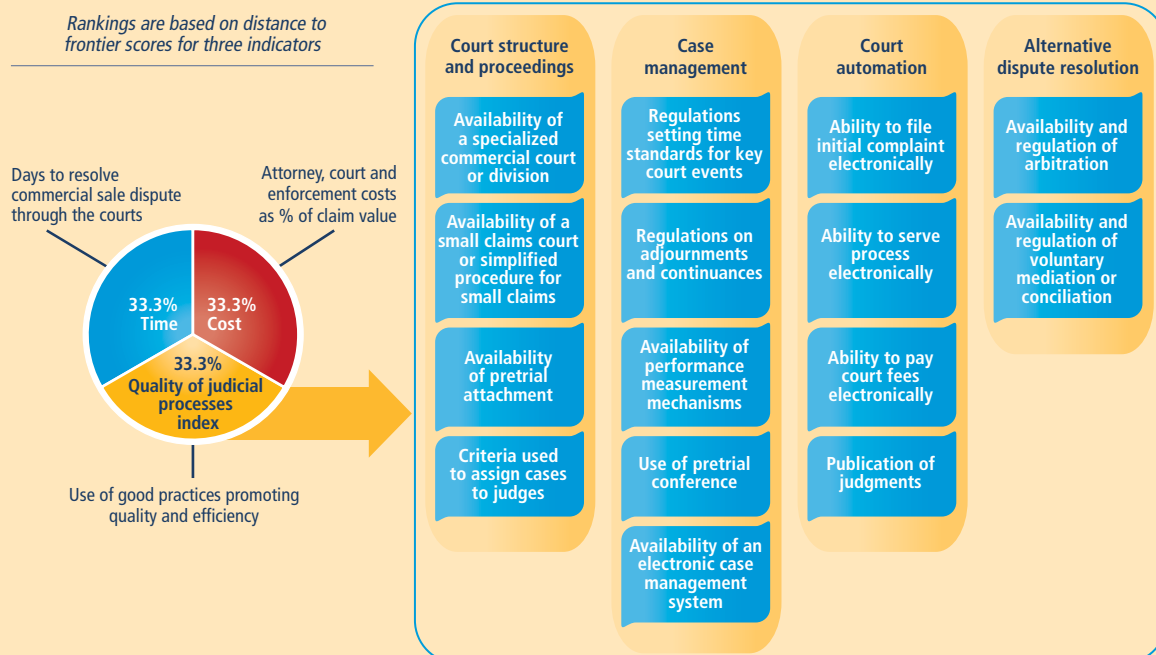 Rankings are based on distance to
frontier scores for three indicators
Days to resolve
commercial sale dispute
through the courts
Attorney, court and
enforcement costs
as % of claim value
33.3%
Time
33.3%
Cost
33.3%
Quality of judicial
processes
index
Use of good practices promoting
quality and efficiency
Court structure
and proceedings
Availability of
a specialized
commercial court
or division
Availability of a
small claims court
or simplified
procedure for
small claims
Availability
of pretrial
attachment
Criteria used
to assign cases
to judges
Case
management
Regulations
setting time
standards for key
court events
Regulations on
adjournments
and continuances
Availability of
performance
measurement
mechanisms
Use of pretrial
conference
Availability of an
electronic case
management
system
Court
automation
Ability to file
initial complaint
electronically
Ability to serve
process
electronically
Ability to pay
court fees
electronically
Publication of
judgments
Alternative
dispute resolution
Availability and
regulation of
arbitration
Availability and
regulation of
voluntary
mediation or
conciliation